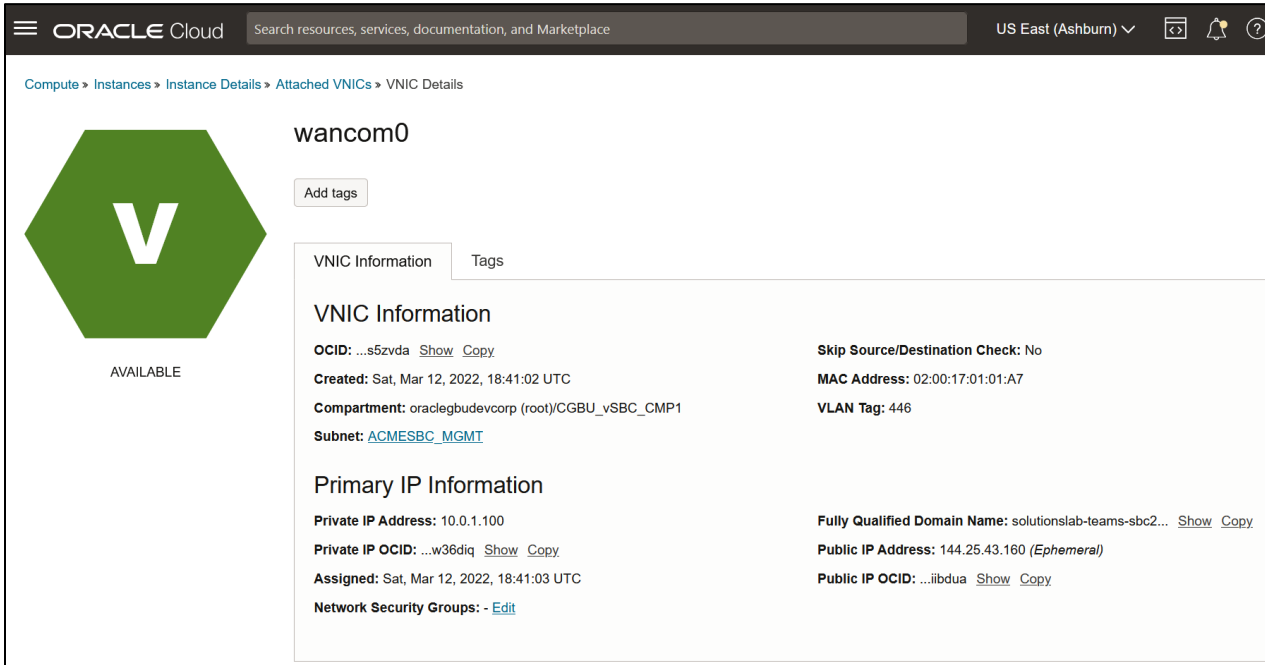 ORACLE Cloud
Search resources, services, documentation, and Marketplace
US East (Ashburn)
?
Compute » Instances » Instance Details » Attached VNICs » VNIC Details
V
AVAILABLE
wancom0
Add tags
VNIC Information
Tags
VNIC Information
OCID: ...s5zvda Show Copy
Created: Sat, Mar 12, 2022, 18:41:02 UTC
Compartment: oraclegbudevcorp (root)/CGBU_vSBC_CMP1
Subnet: ACMESBC_MGMT
Skip Source/Destination Check: No
MAC Address: 02:00:17:01:01:A7
VLAN Tag: 446
Primary IP Information
Private IP Address: 10.0.1.100
Private IP OCID: ...w36diq Show Copy
Assigned: Sat, Mar 12, 2022, 18:41:03 UTC
Network Security Groups: - Edit
Fully Qualified Domain Name: solutionslab-teams-sbc2... Show Copy
Public IP Address: 144.25.43.160 (Ephemeral)
Public IP OCID: ...iibdua Show Copy